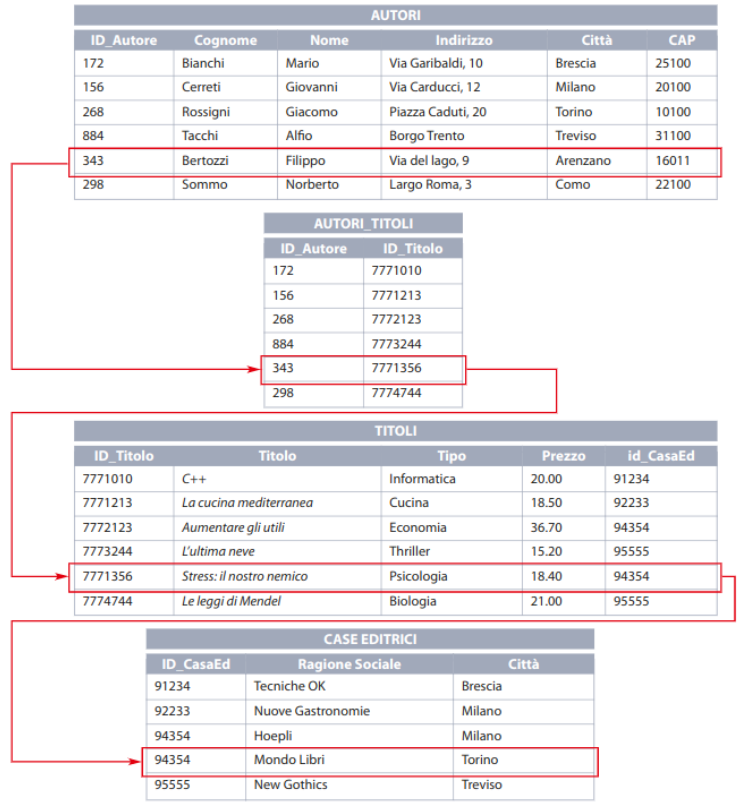 AUTORI
ID_Autore Cognome Nome Indirizzo Città CAP
172 Bianchi Mario Via Garibaldi, 10 Brescia 25100
156 Cerreti Giovanni Via Carducci, 12 Milano 20100
268 Rossigni Giacomo Piazza Caduti, 20 Torino 10100
884 Tacchi Alfio Borgo Trento Treviso 31100
343 Bertozzi Filippo Via del lago, 9 Arenzano 16011
298 Sommo Norberto Largo Roma, 3 Como 22100
AUTORI_TITOLI
ID_Autore ID_Titolo
172 7771010
156 7771213
268 7772123
884 7773244
343 7771356
298 7774744
TITOLI
ID_Titolo Titolo Tipo Prezzo id_CasaEd
7771010 C++ Informatica 20.00 91234
7771213 La cucina mediterranea Cucina 18.50 92233
7772123 Aumentare gli utili Economia 36.70 94354
7773244 L'ultima neve Thriller 15.20 95555
7771356 Stress: il nostro nemico Psicologia 18.40 94354
7774744 Le leggi di Mendel Biologia 21.00 95555
CASE EDITRICI
ID_CasaEd Ragione Sociale Città
91234 Tecniche OK Brescia
92233 Nuove Gastronomie Milano
94354 Hoepli Milano
94354 Mondo Libri Torino
95555 New Gothics Treviso